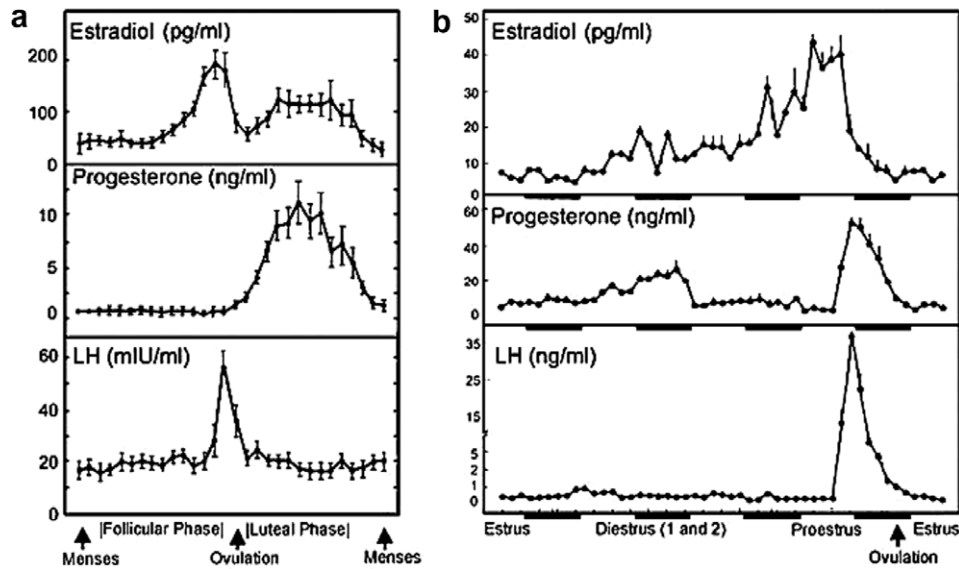 a
Estradiol (pg/ml)
200
100
0
Progesterone (ng/ml)
10
5
0
LH (mIU/ml)
60
40
20
0
|Follicular Phase| |Luteal Phase|
Menses Ovulation Menses
b
50
Estradiol (pg/ml)
40
30
20
10
0
60
Progesterone (ng/ml)
40
20
0
35
LH (ng/ml)
25
15
5
2
1
0
Estrus Diestrus (1 and 2) Proestrus Estrus
Ovulation